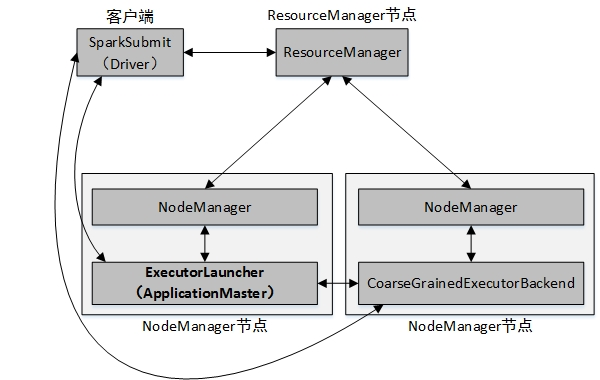 客户端
ResourceManager节点
SparkSubmit
（Driver）
ResourceManager
NodeManager
NodeManager
ExecutorLauncher
（ApplicationMaster）
CoarseGrainedExecutorBackend
NodeManager节点
NodeManager节点